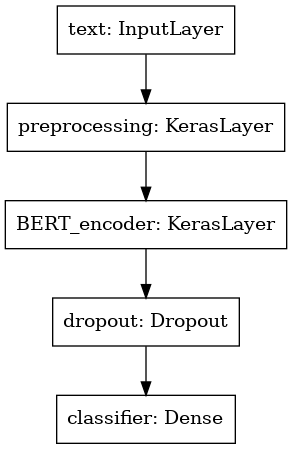 text: InputLayer
preprocessing: KerasLayer
BERT_encoder: KerasLayer
dropout: Dropout
classifier: Dense